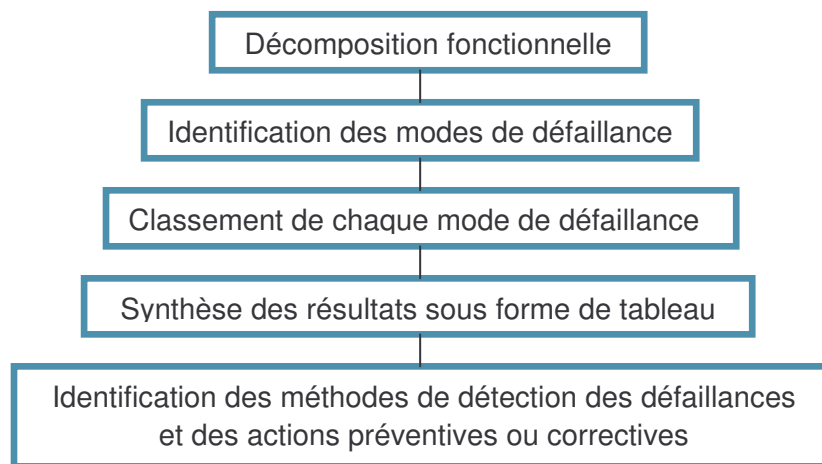 Décomposition fonctionnelle
Identification des modes de défaillance
Classement de chaque mode de défaillance
Synthèse des résultats sous forme de tableau
Identification des méthodes de détection des défaillances
et des actions préventives ou correctives